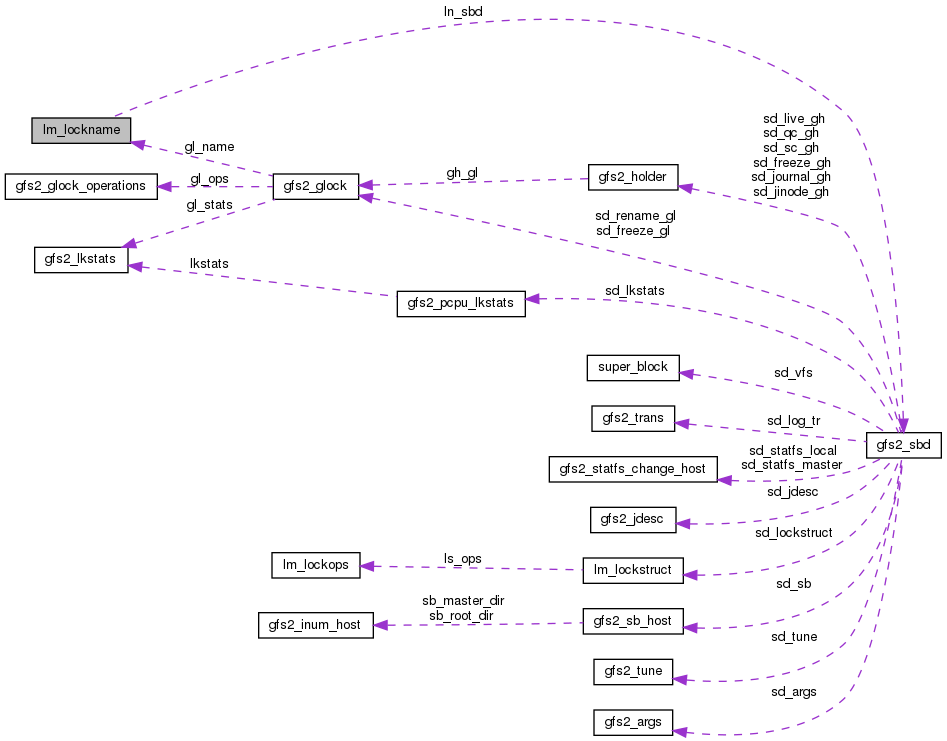 ln_sbd
lm_lockname
sd_live_gh
sd_qc_gh
sd_sc_gh
sd_freeze_gh
sd_journal_gh
sd_jinode_gh
gl_name
gfs2_glock_operations
gl_ops
gfs2_glock
gh_gl
gfs2_holder
gl_stats
sd_rename_gl
sd_freeze_gl
gfs2_lkstats
lkstats
gfs2_pcpu_lkstats
sd_lkstats
super_block
sd_vfs
gfs2_trans
sd_log_tr
gfs2_sbd
sd_statfs_local
sd_statfs_master
gfs2_statfs_change_host
sd_jdesc
gfs2_jdesc
sd_lockstruct
lm_lockops
ls_ops
lm_lockstruct
sd_sb
sb_master_dir
sb_root_dir
gfs2_inum_host
gfs2_sb_host
sd_tune
gfs2_tune
sd_args
gfs2_args